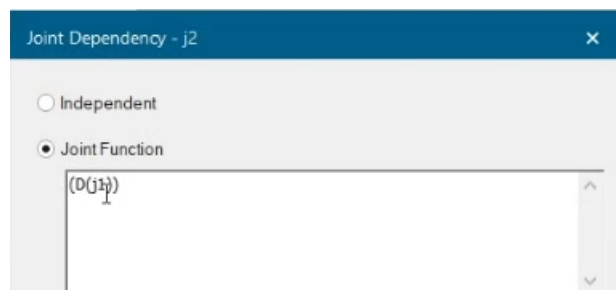 Joint Dependency - j2
Independent
Joint Function
(D(j1))